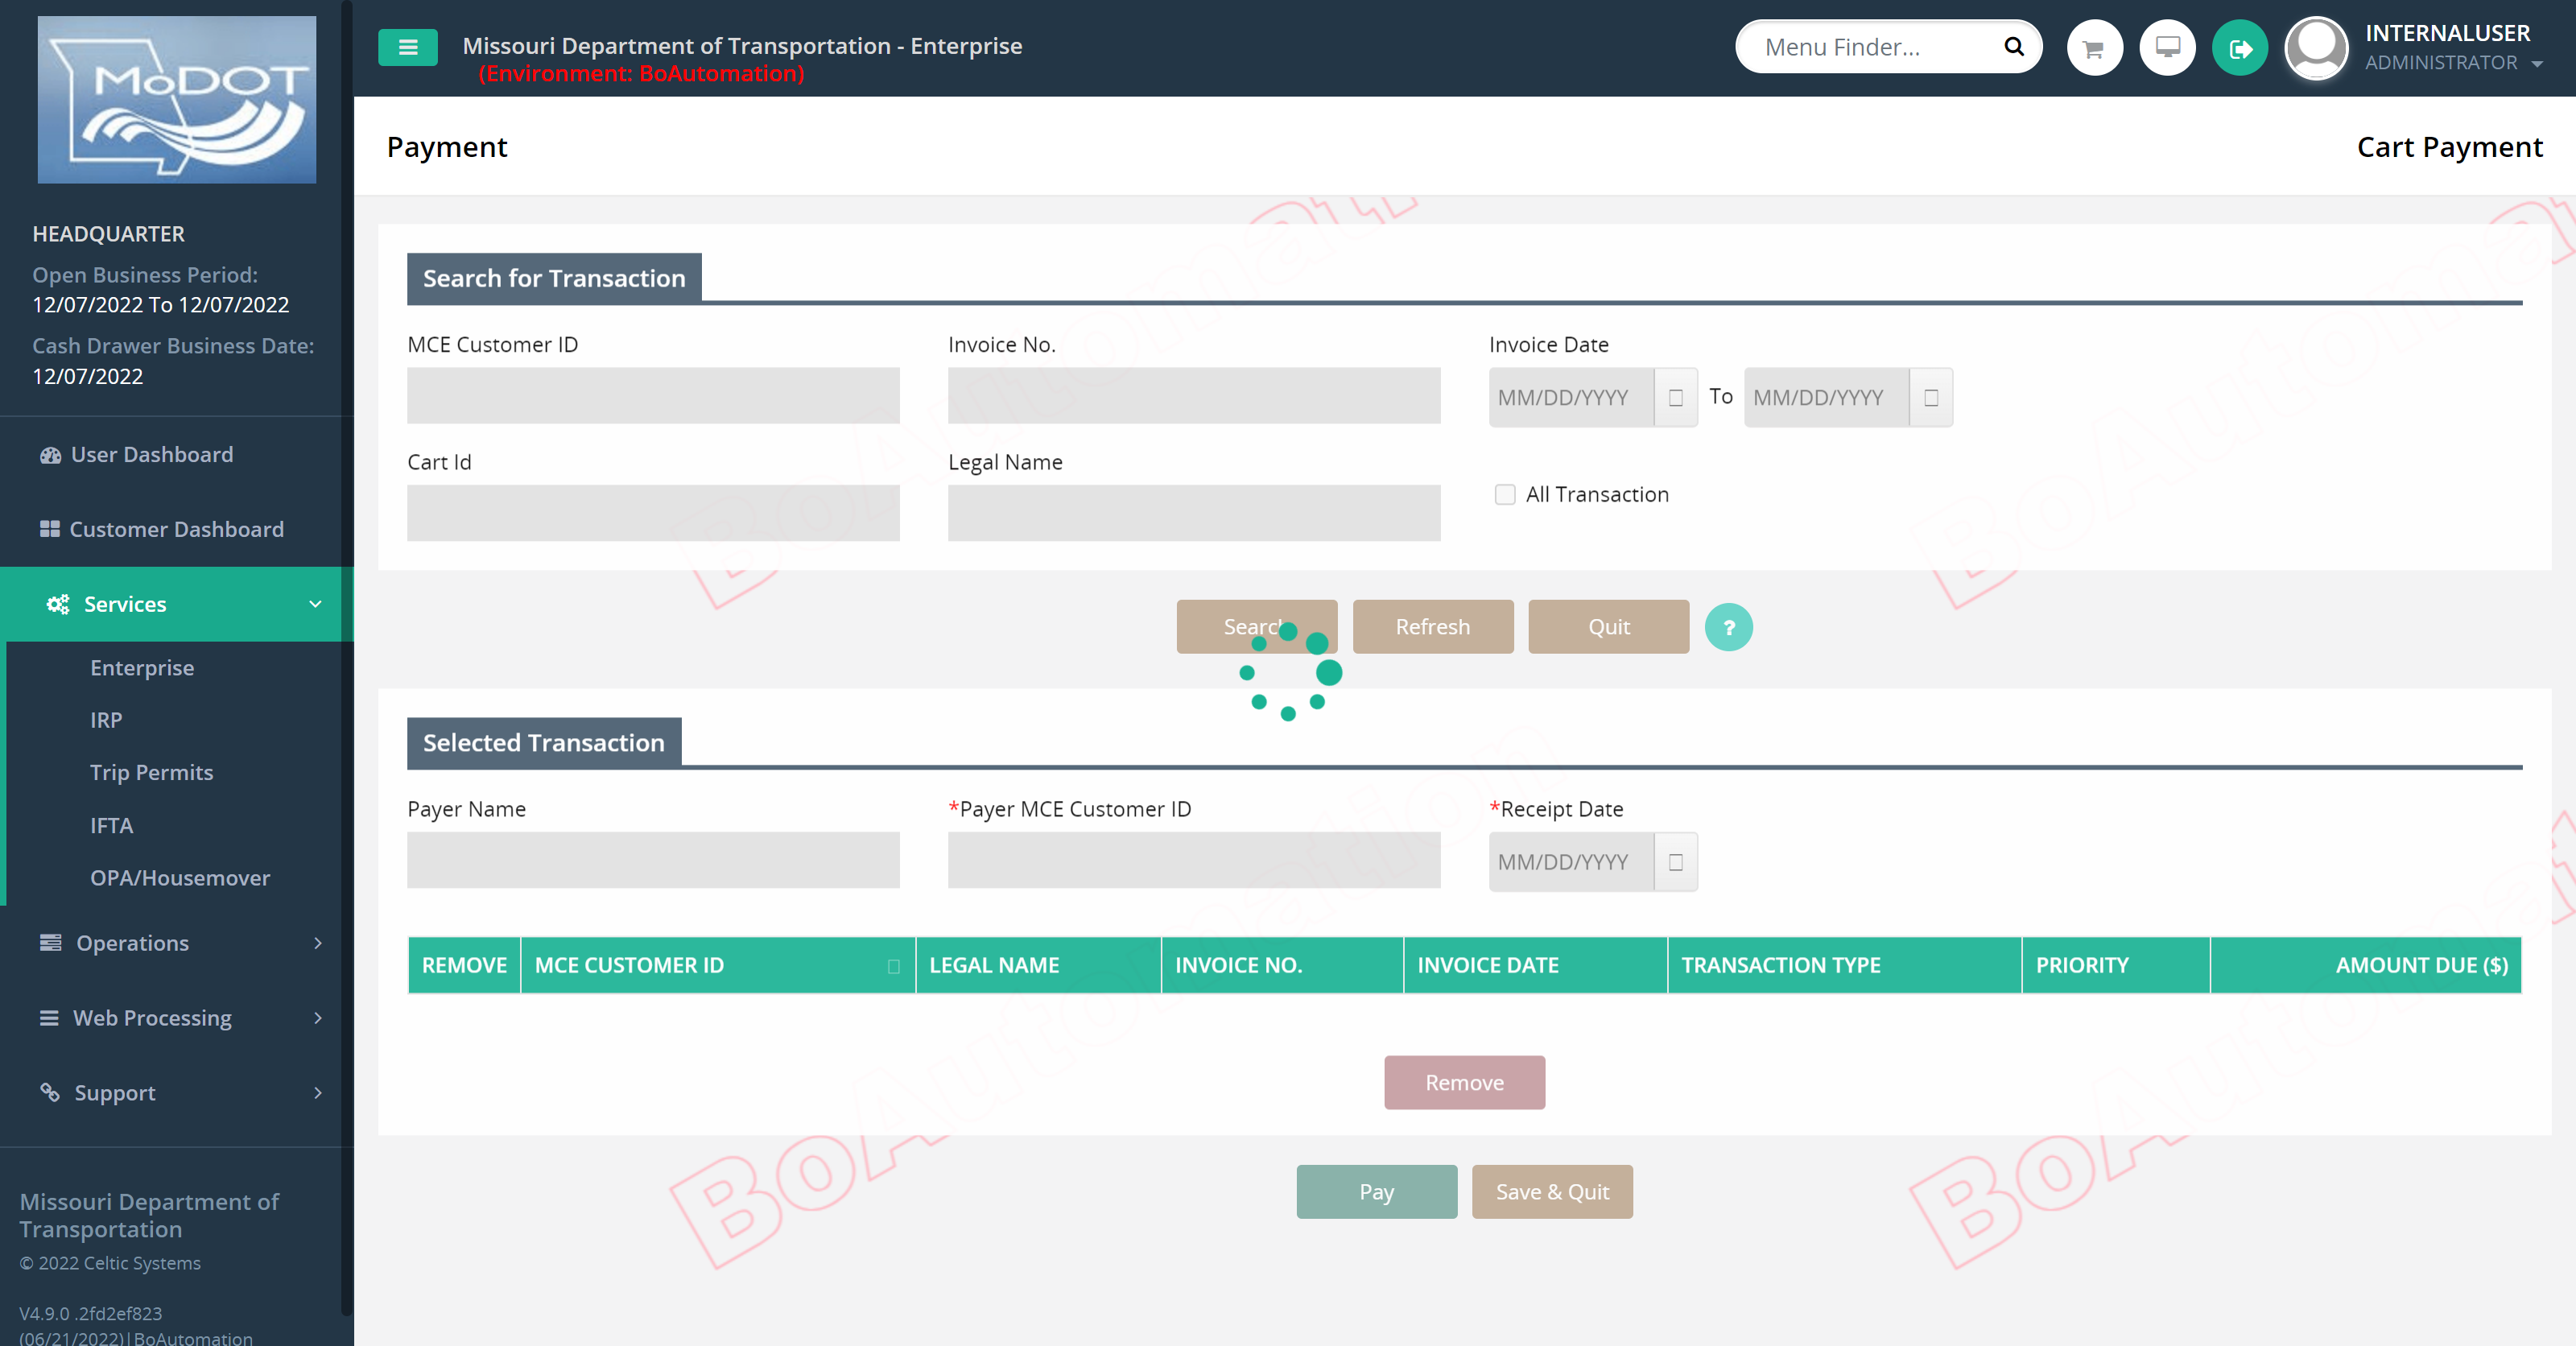 MoDOT
Missouri Department of Transportation - Enterprise
(Environment: BoAutomation)
Menu Finder...
INTERNALUSER
ADMINISTRATOR
Payment
Cart Payment
HEADQUARTER
Open Business Period:
12/07/2022 To 12/07/2022
Cash Drawer Business Date:
12/07/2022
User Dashboard
Customer Dashboard
Services
Enterprise
IRP
Trip Permits
IFTA
OPA/Housemover
Operations
Web Processing
Support
Missouri Department of
Transportation
© 2022 Celtic Systems
V4.9.0 .2fd2ef823
(06/21/2022)|BoAutomation
Search for Transaction
MCE Customer ID
Invoice No.
Invoice Date
MM/DD/YYYY To MM/DD/YYYY
Cart Id
Legal Name
All Transaction
Search
Refresh
Quit
?
Selected Transaction
Payer Name
*Payer MCE Customer ID
*Receipt Date
MM/DD/YYYY
REMOVE MCE CUSTOMER ID LEGAL NAME INVOICE NO. INVOICE DATE TRANSACTION TYPE PRIORITY AMOUNT DUE ($)
Remove
Pay
Save & Quit
BoAutomation
BoAutomat
BoAutomation
BoAutomat